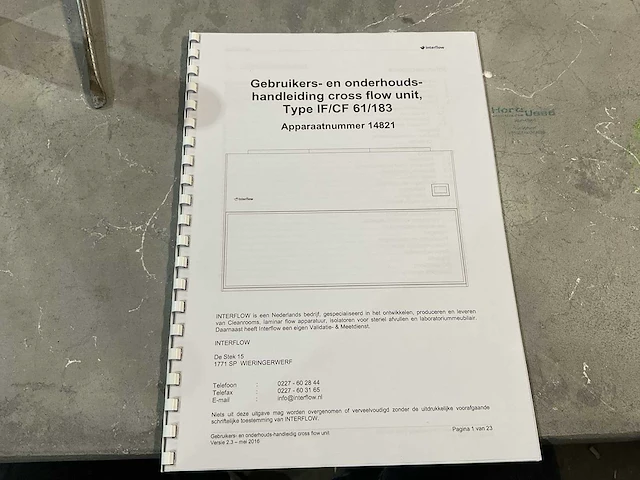 interflow
Gebruikers- en onderhouds-
handleiding cross flow unit,
Type IF/CF 61/183
Apparaatnummer 14821
interflow
INTERFLOW is een Nederlands bedrijf, gespecialiseerd in het ontwikkelen, produceren en leveren
van Cleanrooms, laminar flow apparatuur, isolatoren voor steriel afvullen en laboratoriummeubilair.
Daarnaast heeft Interflow een eigen Validatie- & Meetdienst.
INTERFLOW
De Stek 15
1771 SP WIERINGERWERF
Telefoon : 0227 - 60 28 44
Telefax : 0227 - 60 31 65
E-mail : info@interflow.nl
Niets uit deze uitgave mag worden overgenomen of verveelvoudigd zonder de uitdrukkelijke voorafgaande
schriftelijke toestemming van INTERFLOW.
Gebruikers- en onderhouds-handleidig cross flow unit
Versie 2.3 – mei 2016
Pagina 1 van 23